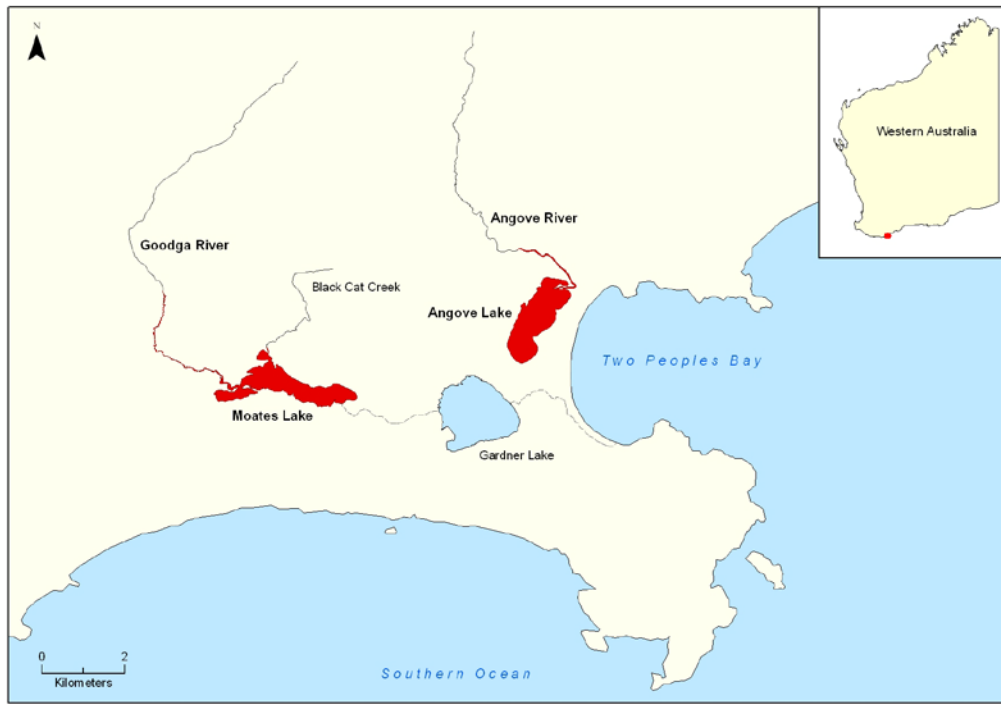 N
Western Australia
Angove River
Goodga River
Black Cat Creek
Angove Lake
Two Peoples Bay
Moates Lake
Gardner Lake
0 2
Kilometers
Southern Ocean